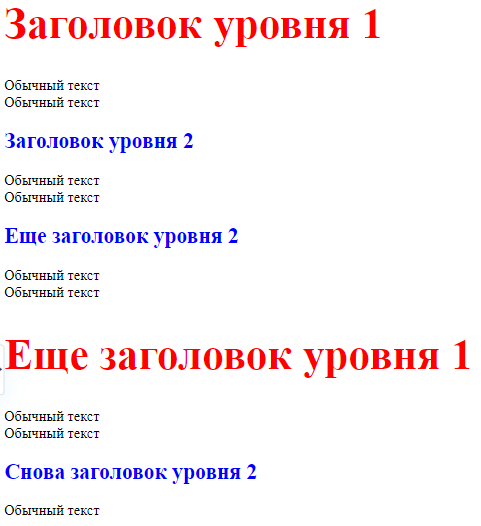 Заголовок уровня 1
Обычный текст
Обычный текст
Заголовок уровня 2
Обычный текст
Обычный текст
Еще заголовок уровня 2
Обычный текст
Обычный текст
Еще заголовок уровня 1
Обычный текст
Обычный текст
Снова заголовок уровня 2
Обычный текст